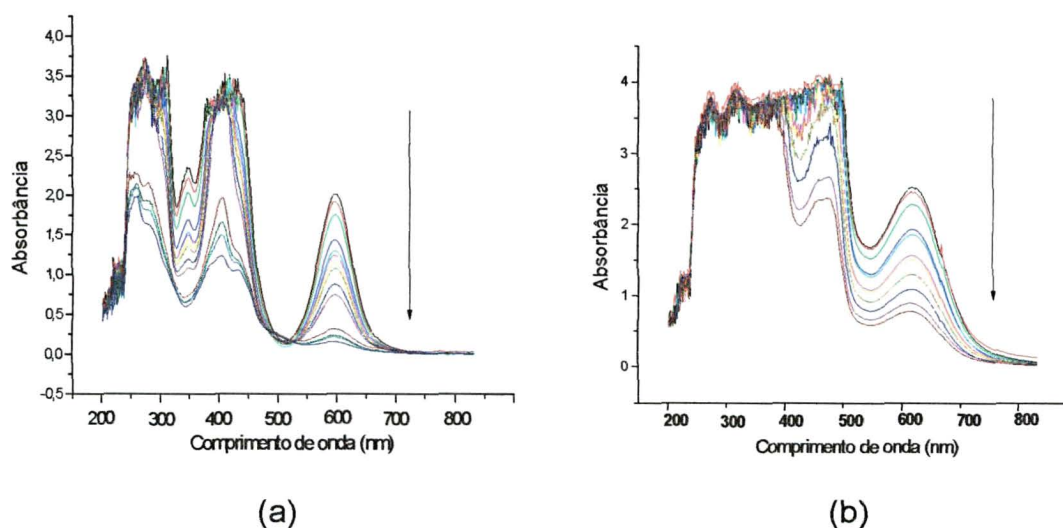 4,0
3,5
3,0
2,5
2,0
1,5
1,0
0,5
0,0
-0,5
Absorbância
200 300 400 500 600 700 800
Comprimento de onda (nm)
(a)
4
3
2
1
0
Absorbância
200 300 400 500 600 700 800
Comprimento de onda (nm)
(b)